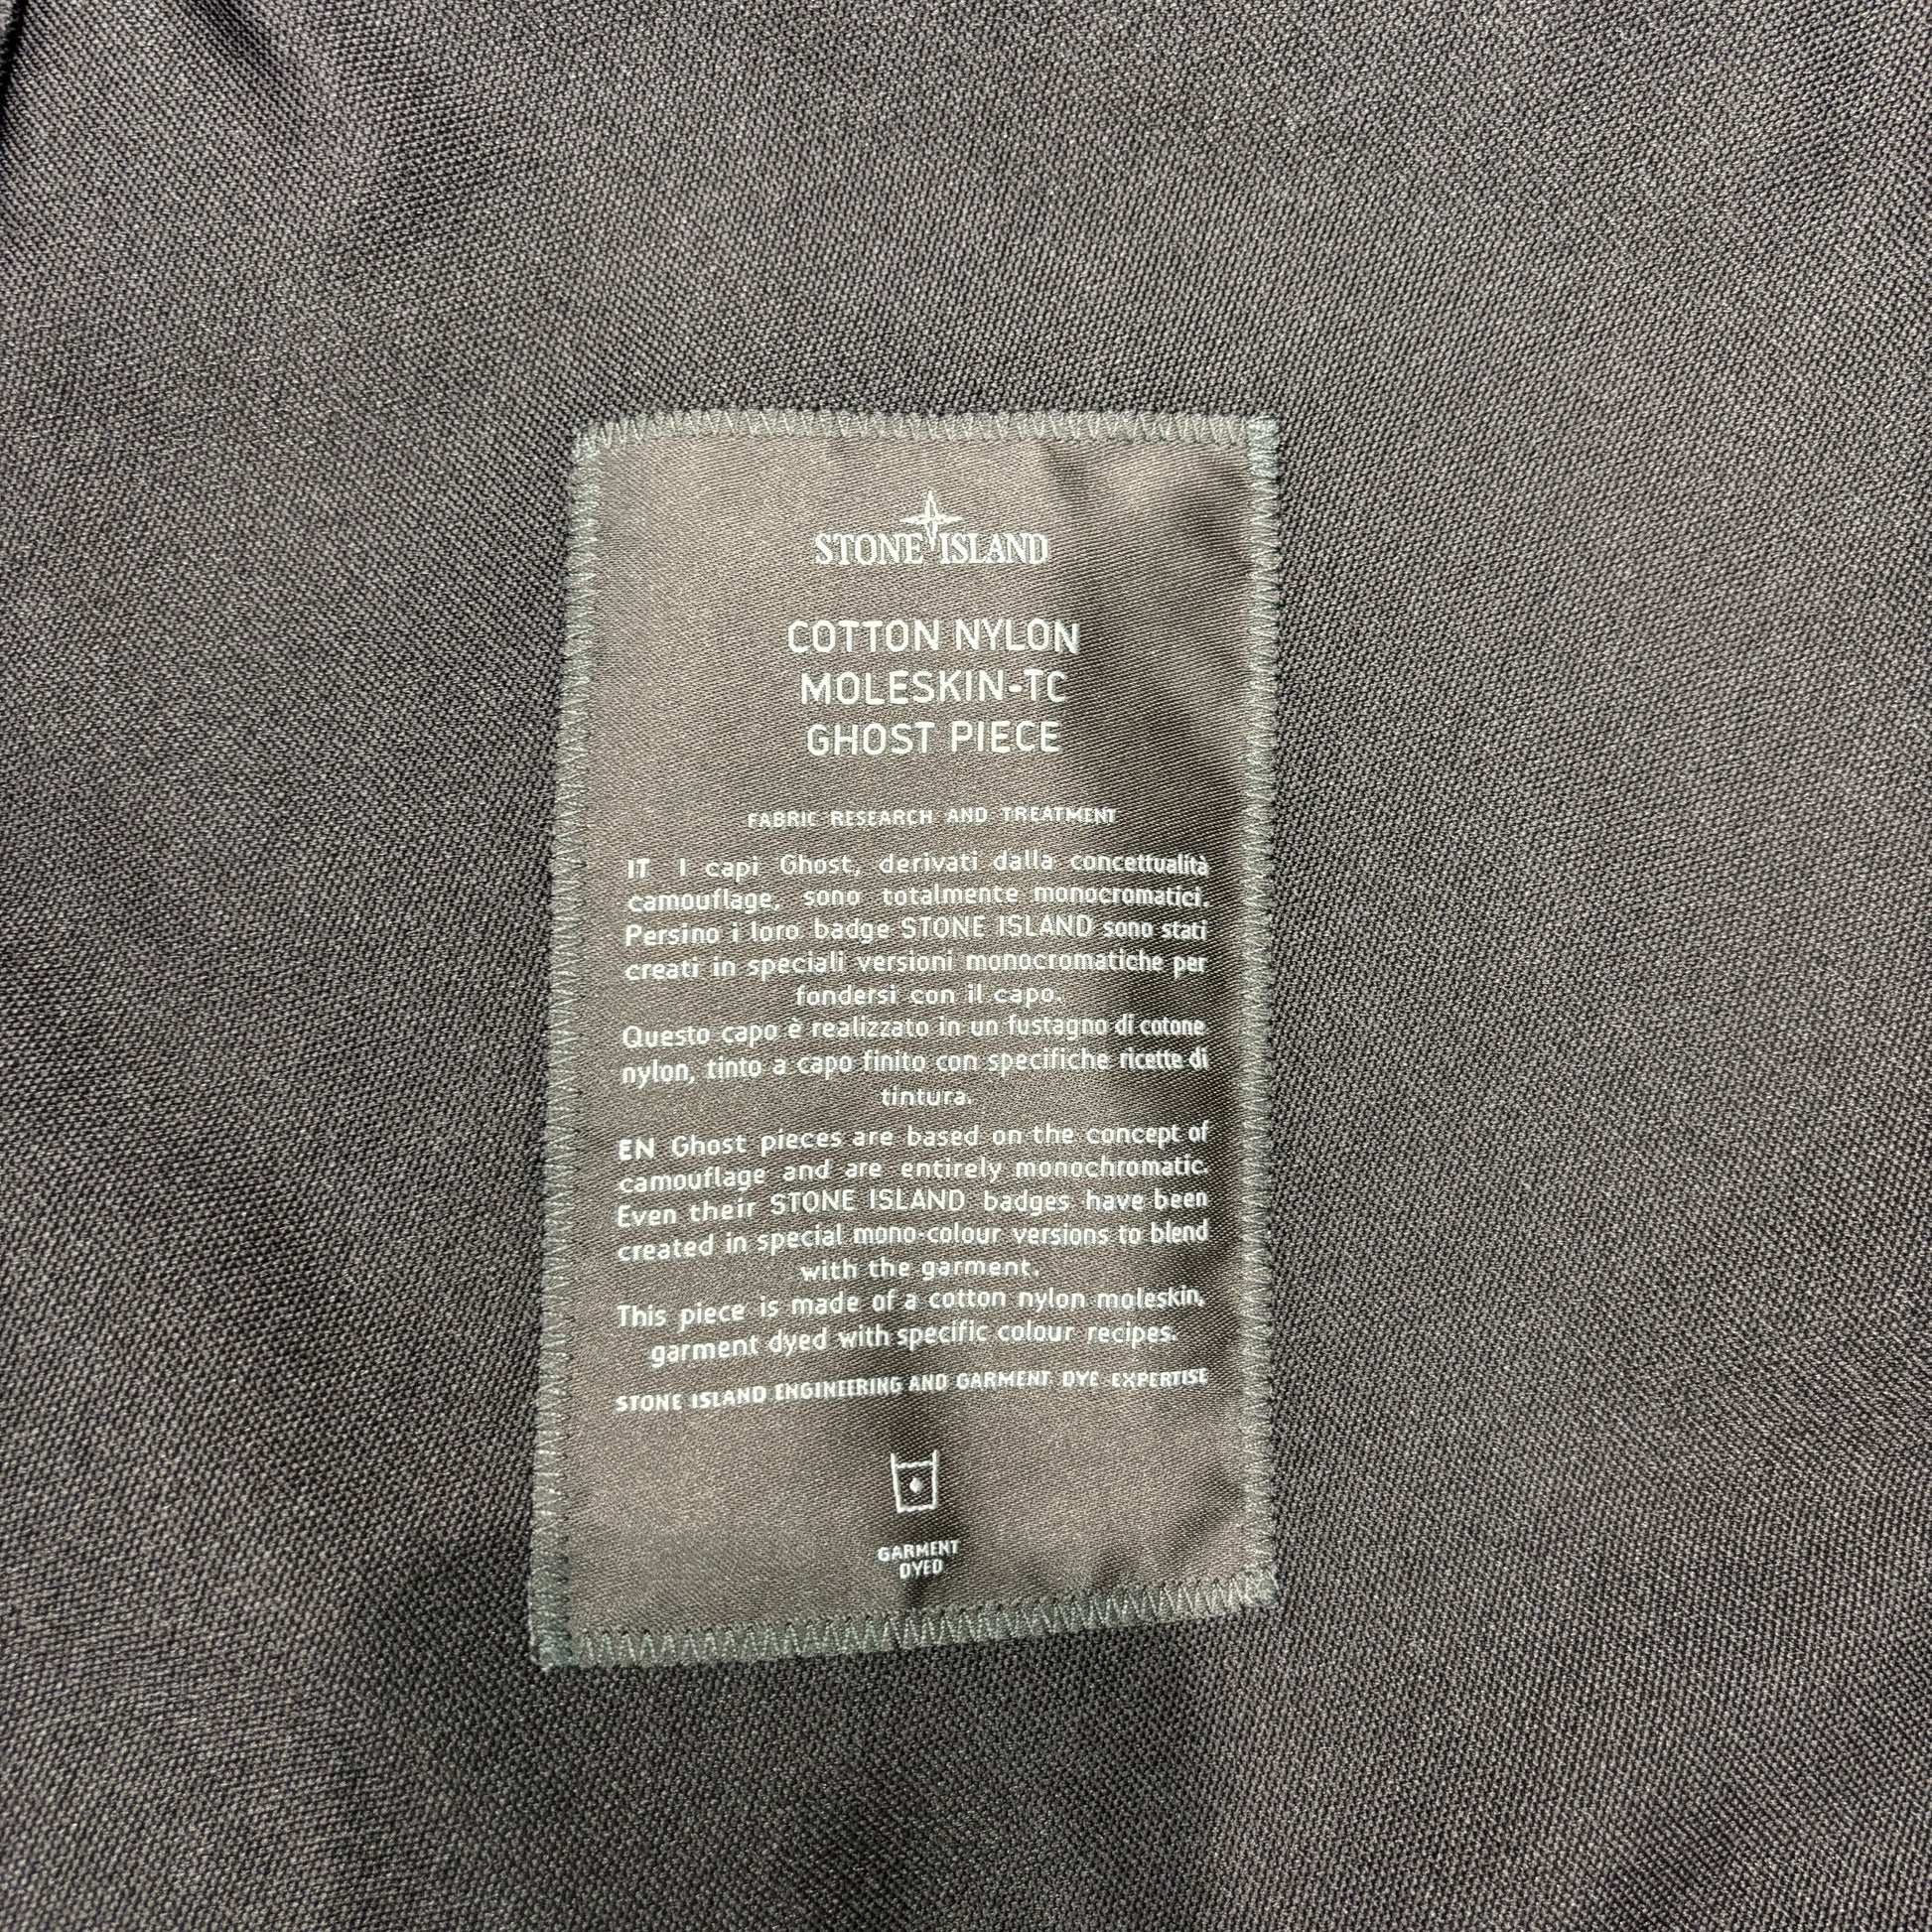 STONE ISLAND
COTTON NYLON
MOLESKIN-TC
GHOST PIECE
FABRIC RESEARCH AND TREATMENT
IT I capi Ghost, derivati dalla concettualità
camouflage, sono totalmente monocromatici.
Persino i loro badge STONE ISLAND sono stati
creati in speciali versioni monocromatiche per
fondersi con il capo.
Questo capo è realizzato in un fustagno di cotone
nylon, tinto a capo finito con specifiche ricette di
tintura.
EN Ghost pieces are based on the concept of
camouflage and are entirely monochromatic.
Even their STONE ISLAND badges have been
created in special mono-colour versions to blend
with the garment.
This piece is made of a cotton nylon moleskin,
garment dyed with specific colour recipes.
STONE ISLAND ENGINEERING AND GARMENT DYE EXPERTISE
GARMENT
DYED